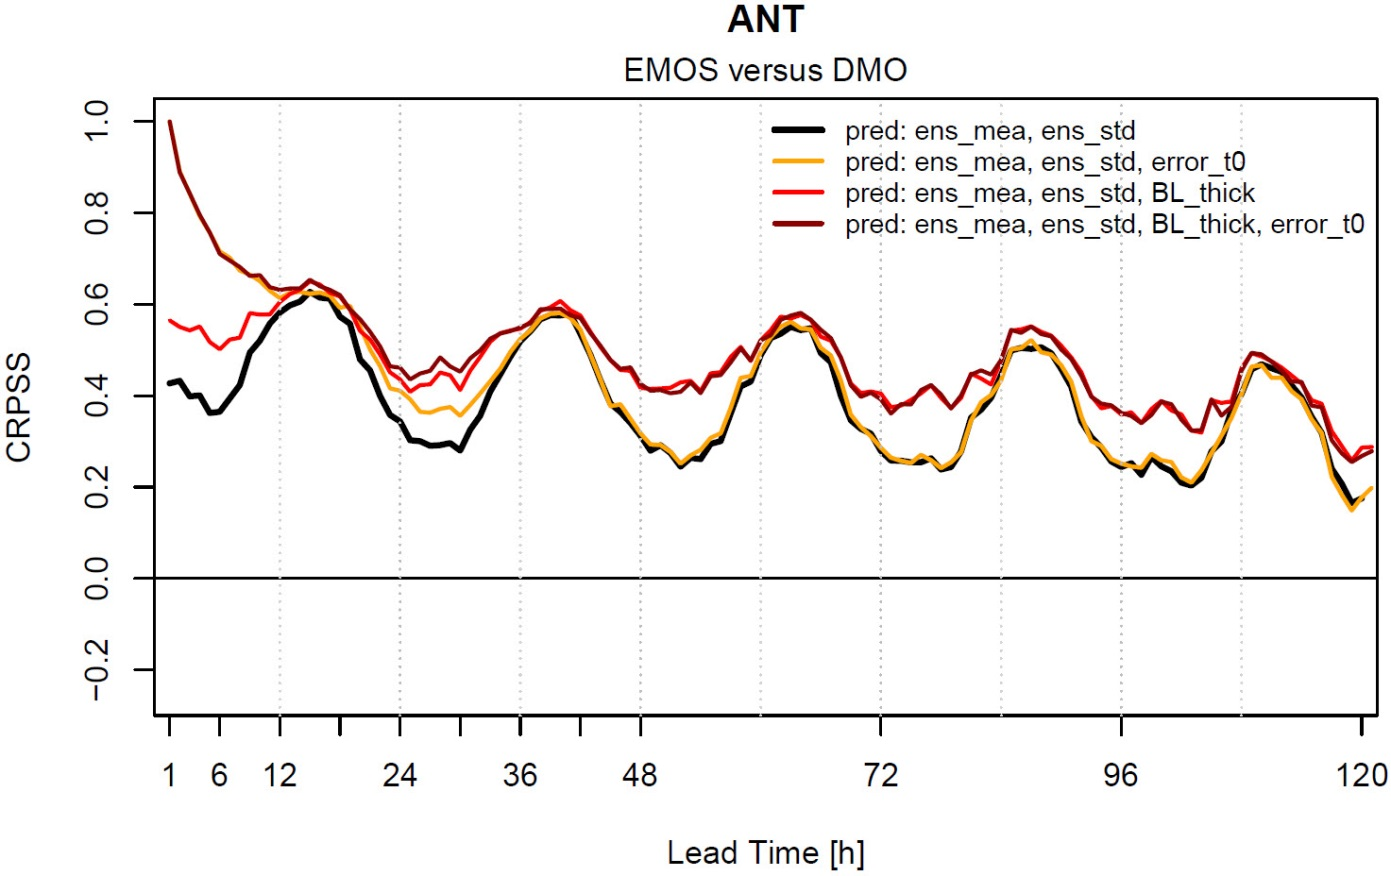 ANT
EMOS versus DMO
pred: ens_mea, ens_std
pred: ens_mea, ens_std, error_t0
pred: ens_mea, ens_std, BL_thick
pred: ens_mea, ens_std, BL_thick, error_t0
CRPSS
1.0
0.8
0.6
0.4
0.2
0.0
−0.2
1 6 12 24 36 48 72 96 120
Lead Time [h]